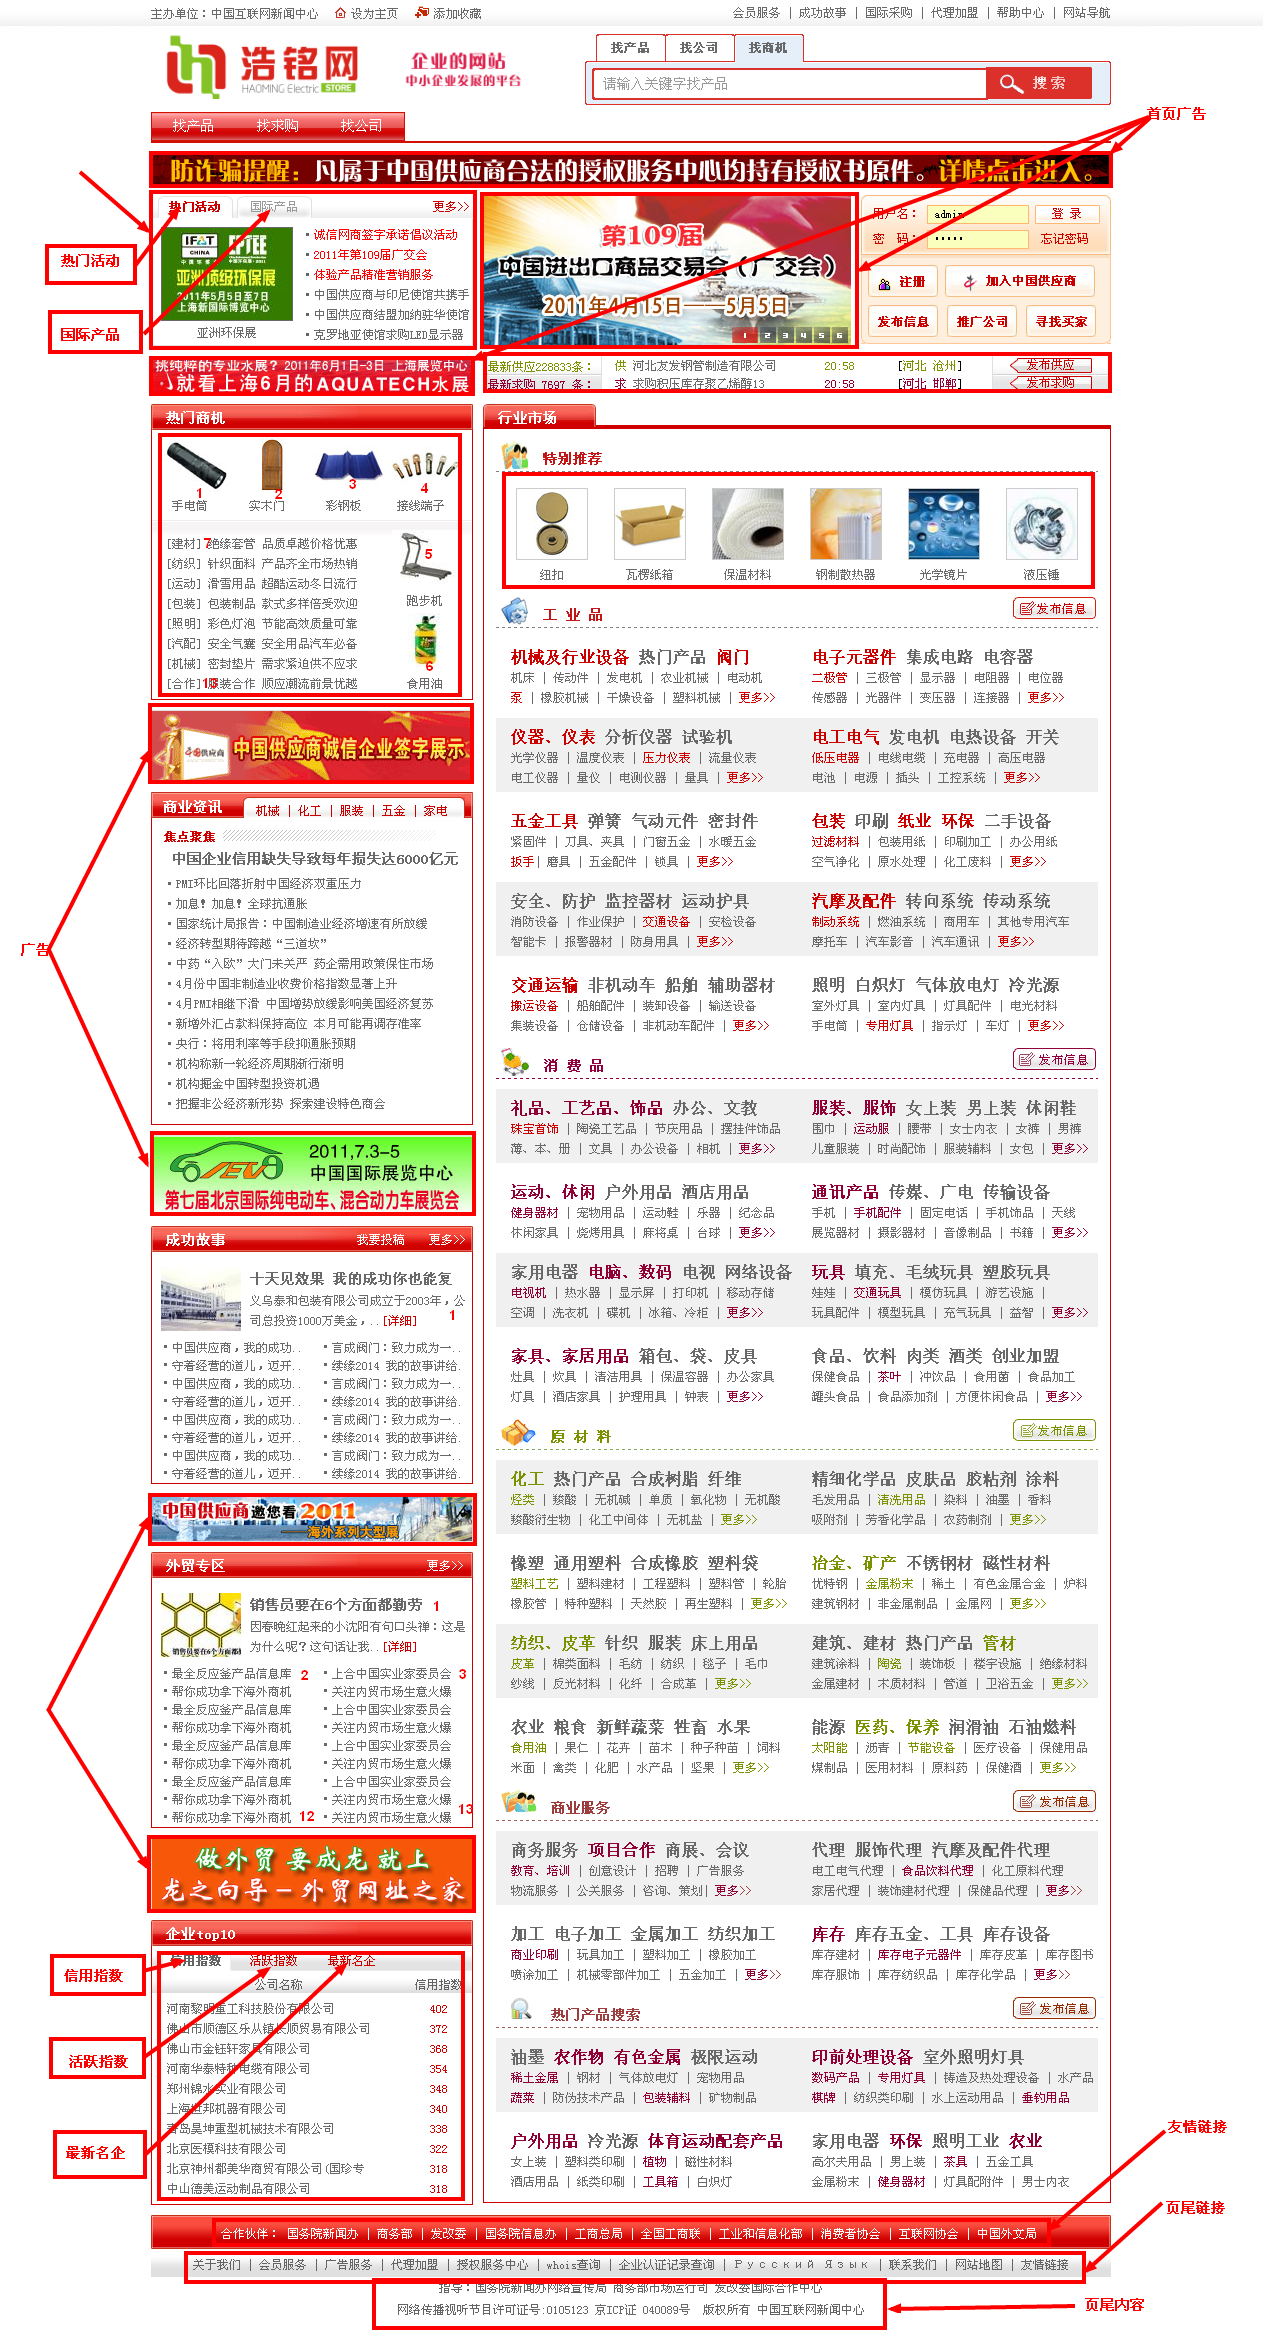 主办单位：中国互联网新闻中心 设为主页 添加收藏
会员服务 | 成功故事 | 国际采购 | 代理加盟 | 帮助中心 | 网站导航
浩铭网
HAOMING Electric STORE
企业的网站
中小企业发展的平台
找产品 找公司 找商机
请输入关键字找产品 搜 索
找产品 找求购 找公司
首页广告
防诈骗提醒：凡属于中国供应商合法的授权服务中心均持有授权书原件。详情点击进入。
热门活动 国际产品 更多>>
热门活动
国际产品
IFAT CHINA EPTEE
亚洲顶级环保展
2011年5月5日至7日
上海新国际博览中心
亚洲环保展
诚信网商签字承诺倡议活动
2011年第109届广交会
体验产品精准营销服务
中国供应商与印尼使馆共携手
中国供应商结盟加纳驻华使馆
克罗地亚使馆求购LED显示器
第109届
中国进出口商品交易会（广交会）
2011年4月15日——5月5日
1 2 3 4 5 6
用户名： admin 登 录
密 码： ••••• 忘记密码
注册 加入中国供应商
发布信息 推广公司 寻找买家
挑纯粹的专业水展？2011年6月1日-3日 上海展览中心
就看上海6月的AQUATECH水展
最新供应228833条： 供 河北友发钢管制造有限公司 20:58 [河北 沧州] 发布供应
最新求购 7697 条： 求 求购积压库存聚乙烯醇13 20:58 [河北 邯郸] 发布求购
热门商机
1 2 3 4
手电筒 实木门 彩钢板 接线端子
[建材] 7 绝缘套管 品质卓越价格优惠
[纺织] 针织面料 产品齐全市场热销
[运动] 滑雪用品 超酷运动冬日流行
[包装] 包装制品 款式多样倍受欢迎
[照明] 彩色灯泡 节能高效质量可靠
[汽配] 安全气囊 安全用品汽车必备
[机械] 密封垫片 需求紧迫供不应求
[合作] 13 服装合作 顺应潮流前景忧越
5
跑步机
6
食用油
中国供应商诚信企业签字展示
广告
商业资讯 机械 | 化工 | 服装 | 五金 | 家电
焦点聚焦
中国企业信用缺失导致每年损失达6000亿元
PMI环比回落折射中国经济双重压力
加息！加息！全球抗通胀
国家统计局报告：中国制造业经济增速有所放缓
经济转型期待跨越“三道坎”
中药“入欧”大门未关严 药企需用政策保住市场
4月份中国非制造业收费价格指数显著上升
4月PMI相继下滑 中国增势放缓影响美国经济复苏
新增外汇占款料保持高位 本月可能再调存准率
央行：将用利率等手段抑通胀预期
机构称新一轮经济周期渐行渐明
机构掘金中国转型投资机遇
把握非公经济新形势 探索建设特色商会
2011,7.3-5
中国国际展览中心
第七届北京国际纯电动车、混合动力车展览会
成功故事 我要投稿 更多>>
十天见效果 我的成功你也能复
义乌泰和包装有限公司成立于2003年，公
司总投资1000万美金，..[详细] 1
中国供应商，我的成功.. 言成阀门：致力成为一..
守着经营的道儿，迈开.. 续缘2014 我的故事讲给.
中国供应商，我的成功.. 言成阀门：致力成为一..
守着经营的道儿，迈开.. 续缘2014 我的故事讲给.
中国供应商，我的成功.. 言成阀门：致力成为一..
守着经营的道儿，迈开.. 续缘2014 我的故事讲给.
中国供应商，我的成功.. 言成阀门：致力成为一..
守着经营的道儿，迈开.. 续缘2014 我的故事讲给.
中国供应商 邀您看2011
——海外系列大型展
外贸专区 更多>>
销售员要在6个方面都勤劳 1
因春晚红起来的小沈阳有句口头禅：这是
为什么呢？这句话让我..[详细]
最全反应釜产品信息库 2 上合中国实业家委员会 3
帮你成功拿下海外商机 关注内贸市场生意火爆
最全反应釜产品信息库 上合中国实业家委员会
帮你成功拿下海外商机 关注内贸市场生意火爆
最全反应釜产品信息库 上合中国实业家委员会
帮你成功拿下海外商机 关注内贸市场生意火爆
最全反应釜产品信息库 上合中国实业家委员会
帮你成功拿下海外商机 关注内贸市场生意火爆
帮你成功拿下海外商机 12 关注内贸市场生意火爆 13
做外贸 要成龙 就上
龙之向导－外贸网址之家
企业top10
信用指数 活跃指数 最新名企
信用指数
活跃指数
最新名企
公司名称 信用指数
河南黎明重工科技股份有限公司 402
佛山市顺德区乐从镇长顺贸易有限公司 372
佛山市金钰轩家具有限公司 368
河南华泰特种电缆有限公司 354
郑州锦水实业有限公司 348
上海世邦机器有限公司 340
青岛昊坤重型机械技术有限公司 338
北京医模科技有限公司 322
北京神州都美华商贸有限公司(国珍专 318
中山德美运动制品有限公司 318
行业市场
特别推荐
纽扣 瓦楞纸箱 保温材料 钢制散热器 光学镜片 液压锤
工 业 品 发布信息
机械及行业设备 热门产品 阀门
机床 | 传动件 | 发电机 | 农业机械 | 电动机
泵 | 橡胶机械 | 干燥设备 | 塑料机械 | 更多>>
电子元器件 集成电路 电容器
二极管 | 三极管 | 显示器 | 电阻器 | 电位器
传感器 | 光器件 | 变压器 | 连接器 | 更多>>
仪器、仪表 分析仪器 试验机
光学仪器 | 温度仪表 | 压力仪表 | 流量仪表
电工仪器 | 量仪 | 电测仪器 | 量具 | 更多>>
电工电气 发电机 电热设备 开关
低压电器 | 电线电缆 | 充电器 | 高压电器
电池 | 电源 | 插头 | 工控系统 | 更多>>
五金工具 弹簧 气动元件 密封件
紧固件 | 刀具、夹具 | 门窗五金 | 水暖五金
扳手 | 磨具 | 五金配件 | 锁具 | 更多>>
包装 印刷 纸业 环保 二手设备
过滤材料 | 包装用纸 | 印刷加工 | 办公用纸
空气净化 | 原水处理 | 化工废料 | 更多>>
安全、防护 监控器材 运动护具
消防设备 | 作业保护 | 交通设备 | 安检设备
智能卡 | 报警器材 | 防身用具 | 更多>>
汽摩及配件 转向系统 传动系统
制动系统 | 燃油系统 | 商用车 | 其他专用汽车
摩托车 | 汽车影音 | 汽车通讯 | 更多>>
交通运输 非机动车 船舶 辅助器材
搬运设备 | 船舶配件 | 装卸设备 | 输送设备
集装设备 | 仓储设备 | 非机动车配件 | 更多>>
照明 白炽灯 气体放电灯 冷光源
室外灯具 | 室内灯具 | 灯具配件 | 电光材料
手电筒 | 专用灯具 | 指示灯 | 车灯 | 更多>>
消 费 品 发布信息
礼品、工艺品、饰品 办公、文教
珠宝首饰 | 陶瓷工艺品 | 节庆用品 | 摆挂件饰品
薄、本、册 | 文具 | 办公设备 | 相机 | 更多>>
服装、服饰 女上装 男上装 休闲鞋
围巾 | 运动服 | 腰带 | 女士内衣 | 女裤 | 男裤
儿童服装 | 时尚配饰 | 服装辅料 | 女包 | 更多>>
运动、休闲 户外用品 酒店用品
健身器材 | 宠物用品 | 运动鞋 | 乐器 | 纪念品
休闲家具 | 烧烤用具 | 麻将桌 | 台球 | 更多>>
通讯产品 传媒、广电 传输设备
手机 | 手机配件 | 固定电话 | 手机饰品 | 天线
展览器材 | 摄影器材 | 音像制品 | 书籍 | 更多>>
家用电器 电脑、数码 电视 网络设备
电视机 | 热水器 | 显示屏 | 打印机 | 移动存储
空调 | 洗衣机 | 碟机 | 冰箱、冷柜 | 更多>>
玩具 填充、毛绒玩具 塑胶玩具
娃娃 | 交通玩具 | 模仿玩具 | 游艺设施 |
玩具配件 | 模型玩具 | 充气玩具 | 益智 | 更多>>
家具、家居用品 箱包、袋、皮具
灶具 | 炊具 | 清洁用具 | 保温容器 | 办公家具
灯具 | 酒店家具 | 护理用具 | 钟表 | 更多>>
食品、饮料 肉类 酒类 创业加盟
保健食品 | 茶叶 | 冲饮品 | 食用菌 | 食品加工
罐头食品 | 食品添加剂 | 方便休闲食品 | 更多>>
原 材 料 发布信息
化工 热门产品 合成树脂 纤维
烃类 | 羧酸 | 无机碱 | 单质 | 氧化物 | 无机酸
羧酸衍生物 | 化工中间体 | 无机盐 | 更多>>
精细化学品 皮肤品 胶粘剂 涂料
毛发用品 | 清洗用品 | 染料 | 油墨 | 香料
吸附剂 | 芳香化学品 | 农药制剂 | 更多>>
橡塑 通用塑料 合成橡胶 塑料袋
塑料工艺 | 塑料建材 | 工程塑料 | 塑料管 | 轮胎
橡胶管 | 特种塑料 | 天然胶 | 再生塑料 | 更多>>
冶金、矿产 不锈钢材 磁性材料
优特钢 | 金属粉末 | 稀土 | 有色金属合金 | 炉料
建筑钢材 | 非金属制品 | 金属网 | 更多>>
纺织、皮革 针织 服装 床上用品
皮革 | 棉类面料 | 毛纺 | 纺织 | 毯子 | 毛巾
纱线 | 反光材料 | 化纤 | 合成革 | 更多>>
建筑、建材 热门产品 管材
建筑涂料 | 陶瓷 | 装饰板 | 楼宇设施 | 绝缘材料
金属建材 | 木质材料 | 管道 | 卫浴五金 | 更多>>
农业 粮食 新鲜蔬菜 牲畜 水果
食用油 | 果仁 | 花卉 | 苗木 | 种子种苗 | 饲料
米面 | 禽类 | 化肥 | 水产品 | 坚果 | 更多>>
能源 医药、保养 润滑油 石油燃料
太阳能 | 沥青 | 节能设备 | 医疗设备 | 保健用品
煤制品 | 医用材料 | 原料药 | 保健酒 | 更多>>
商业服务 发布信息
商务服务 项目合作 商展、会议
教育、培训 | 创意设计 | 招聘 | 广告服务
物流服务 | 公关服务 | 咨询、策划 | 更多>>
代理 服饰代理 汽摩及配件代理
电工电气代理 | 食品饮料代理 | 化工原料代理
家居代理 | 装饰建材代理 | 保健品代理 | 更多>>
加工 电子加工 金属加工 纺织加工
商业印刷 | 玩具加工 | 塑料加工 | 橡胶加工
喷涂加工 | 机械零部件加工 | 五金加工 | 更多>>
库存 库存五金、工具 库存设备
库存建材 | 库存电子元器件 | 库存皮革 | 库存图书
库存服饰 | 库存纺织品 | 库存化学品 | 更多>>
热门产品搜索 发布信息
油墨 农作物 有色金属 极限运动
稀土金属 | 钢材 | 气体放电灯 | 宠物用品
蔬菜 | 防伪技术产品 | 包装辅料 | 矿物制品
印前处理设备 室外照明灯具
数码产品 | 专用灯具 | 铸造及热处理设备 | 水产品
棋牌 | 纺织类印刷 | 水上运动用品 | 垂钓用品
户外用品 冷光源 体育运动配套产品
女上装 | 塑料类印刷 | 植物 | 磁性材料
酒店用品 | 纸类印刷 | 工具箱 | 白炽灯
家用电器 环保 照明工业 农业
高尔夫用品 | 男上装 | 茶具 | 五金工具
金属粉末 | 健身器材 | 灯具配附件 | 男士内衣
友情链接
页尾链接
合作伙伴： 国务院新闻办 | 商务部 | 发改委 | 国务院信息办 | 工商总局 | 全国工商联 | 工业和信息化部 | 消费者协会 | 互联网协会 | 中国外文局
关于我们 | 会员服务 | 广告服务 | 代理加盟 | 授权服务中心 | whois查询 | 企业认证记录查询 | Русский Язык | 联系我们 | 网站地图 | 友情链接
指导：国务院新闻办网络宣传局 商务部市场运行司 发改委国际合作中心
网络传播视听节目许可证号:0105123 京ICP证 040089号 版权所有 中国互联网新闻中心
页尾内容